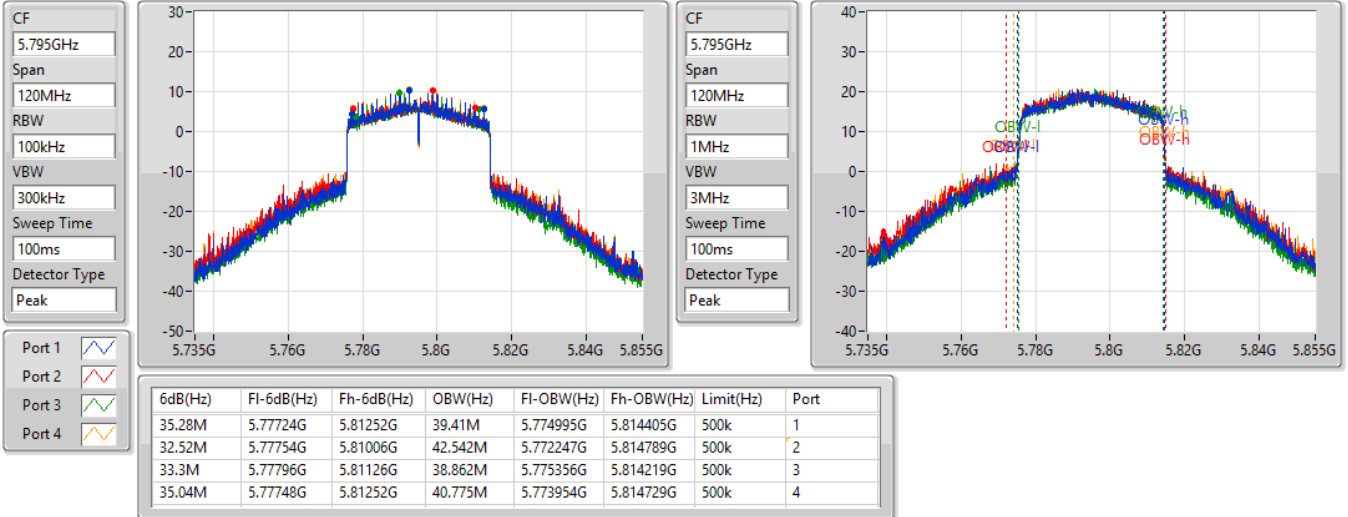 CF
5.795GHz
Span
120MHz
RBW
100kHz
VBW
300kHz
Sweep Time
100ms
Detector Type
Peak
30
20
10
0
-10
-20
-30
-40
-50
5.735G 5.76G 5.78G 5.8G 5.82G 5.84G 5.855G
CF
5.795GHz
Span
120MHz
RBW
1MHz
VBW
3MHz
Sweep Time
100ms
Detector Type
Peak
40
30
20
10
0
-10
-20
-30
-40
OBW-l
OBW-l
OBW-h
OBW-h
OBW-h
OBW-h
5.735G 5.76G 5.78G 5.8G 5.82G 5.84G 5.855G
Port 1
Port 2
Port 3
Port 4
6dB(Hz) Fl-6dB(Hz) Fh-6dB(Hz) OBW(Hz) Fl-OBW(Hz) Fh-OBW(Hz) Limit(Hz) Port
35.28M 5.77724G 5.81252G 39.41M 5.774995G 5.814405G 500k 1
32.52M 5.77754G 5.81006G 42.542M 5.772247G 5.814789G 500k 2
33.3M 5.77796G 5.81126G 38.862M 5.775356G 5.814219G 500k 3
35.04M 5.77748G 5.81252G 40.775M 5.773954G 5.814729G 500k 4